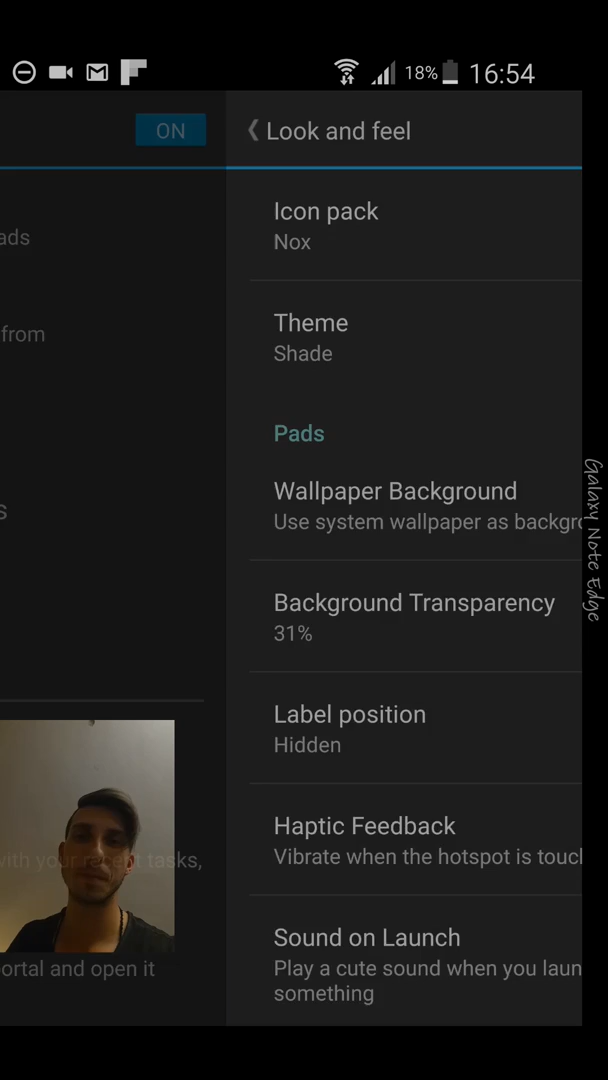 18% 16:54
ON
Look and feel
ads
from
s
with your recent tasks,
ortal and open it
Icon pack
Nox
Theme
Shade
Pads
Wallpaper Background
Use system wallpaper as backgro
Background Transparency
31%
Label position
Hidden
Haptic Feedback
Vibrate when the hotspot is toucl
Sound on Launch
Play a cute sound when you laun
something
Galaxy Note Edge